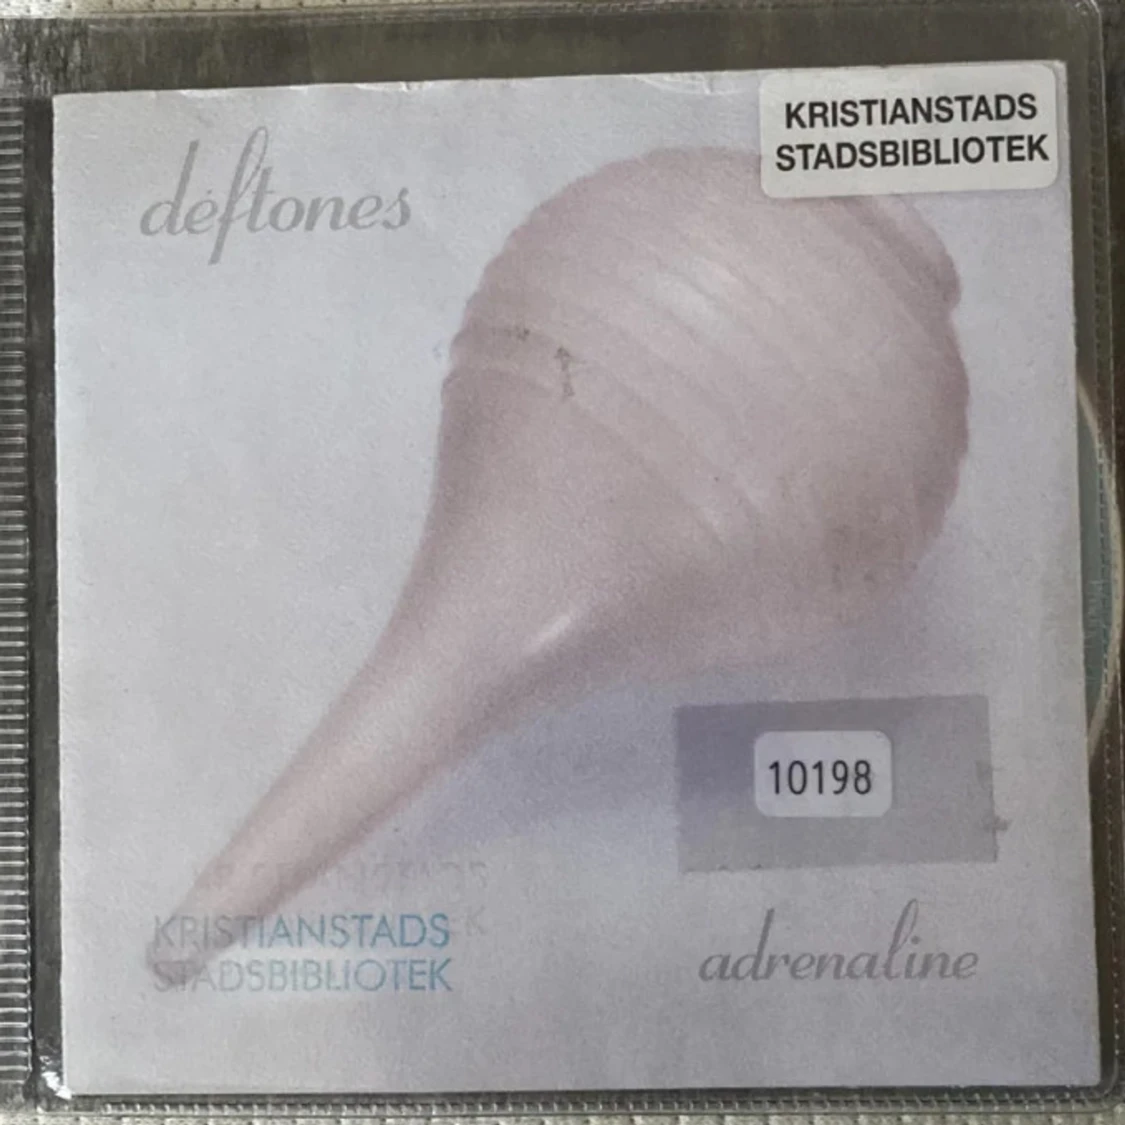 KRISTIANSTADS
STADSBIBLIOTEK
deftones
10198
adrenaline
KRISTIANSTADS
STADSBIBLIOTEK